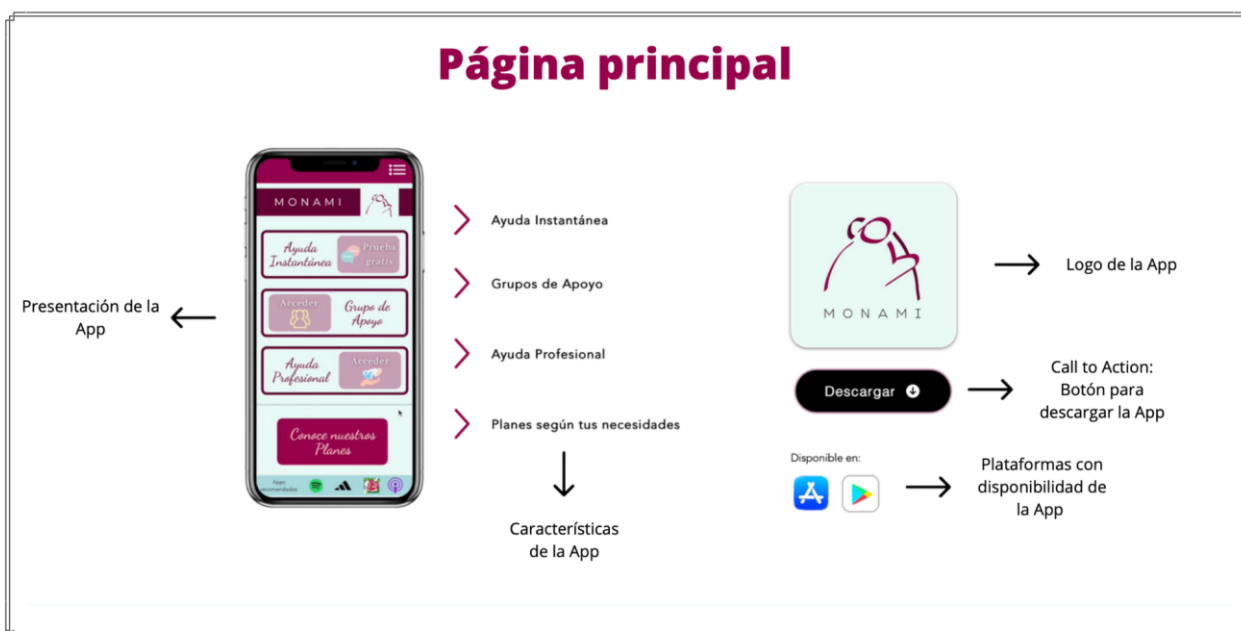 Página principal
MONAMI
Ayuda
Instantánea
Prueba
gratis
Acceder
Grupo de
Apoyo
Ayuda
Profesional
Acceder
Conoce nuestros
Planes
Apps
recomendadas
Presentación de la
App
Ayuda Instantánea
Grupos de Apoyo
Ayuda Profesional
Planes según tus necesidades
Características
de la App
MONAMI
Logo de la App
Descargar
Call to Action:
Botón para
descargar la App
Disponible en:
Plataformas con
disponibilidad de
la App